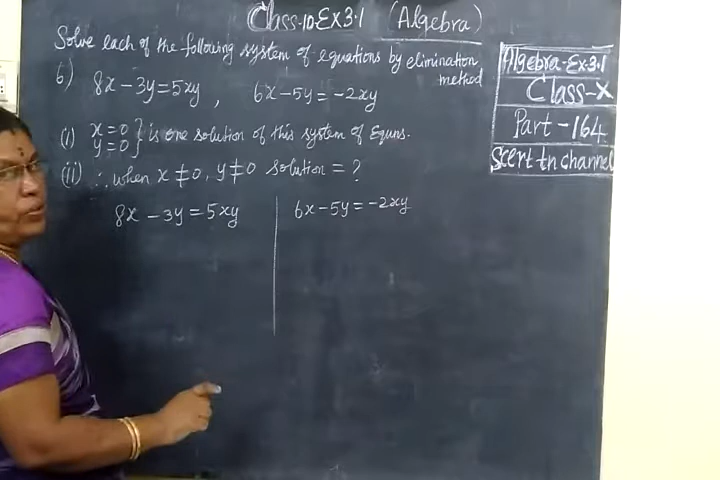 Class-10-Ex3.1 (Algebra)
Solve each of the following system of equations by elimination method
6) 8x - 3y = 5xy , 6x - 5y = -2xy
(i) x = 0 y = 0 } is one solution of this system of Equns.
(ii) ∴ when x ≠ 0, y ≠ 0 solution = ?
8x - 3y = 5xy
6x - 5y = -2xy
Algebra-Ex-3.1
Class-X
Part-164
Scert tn channel